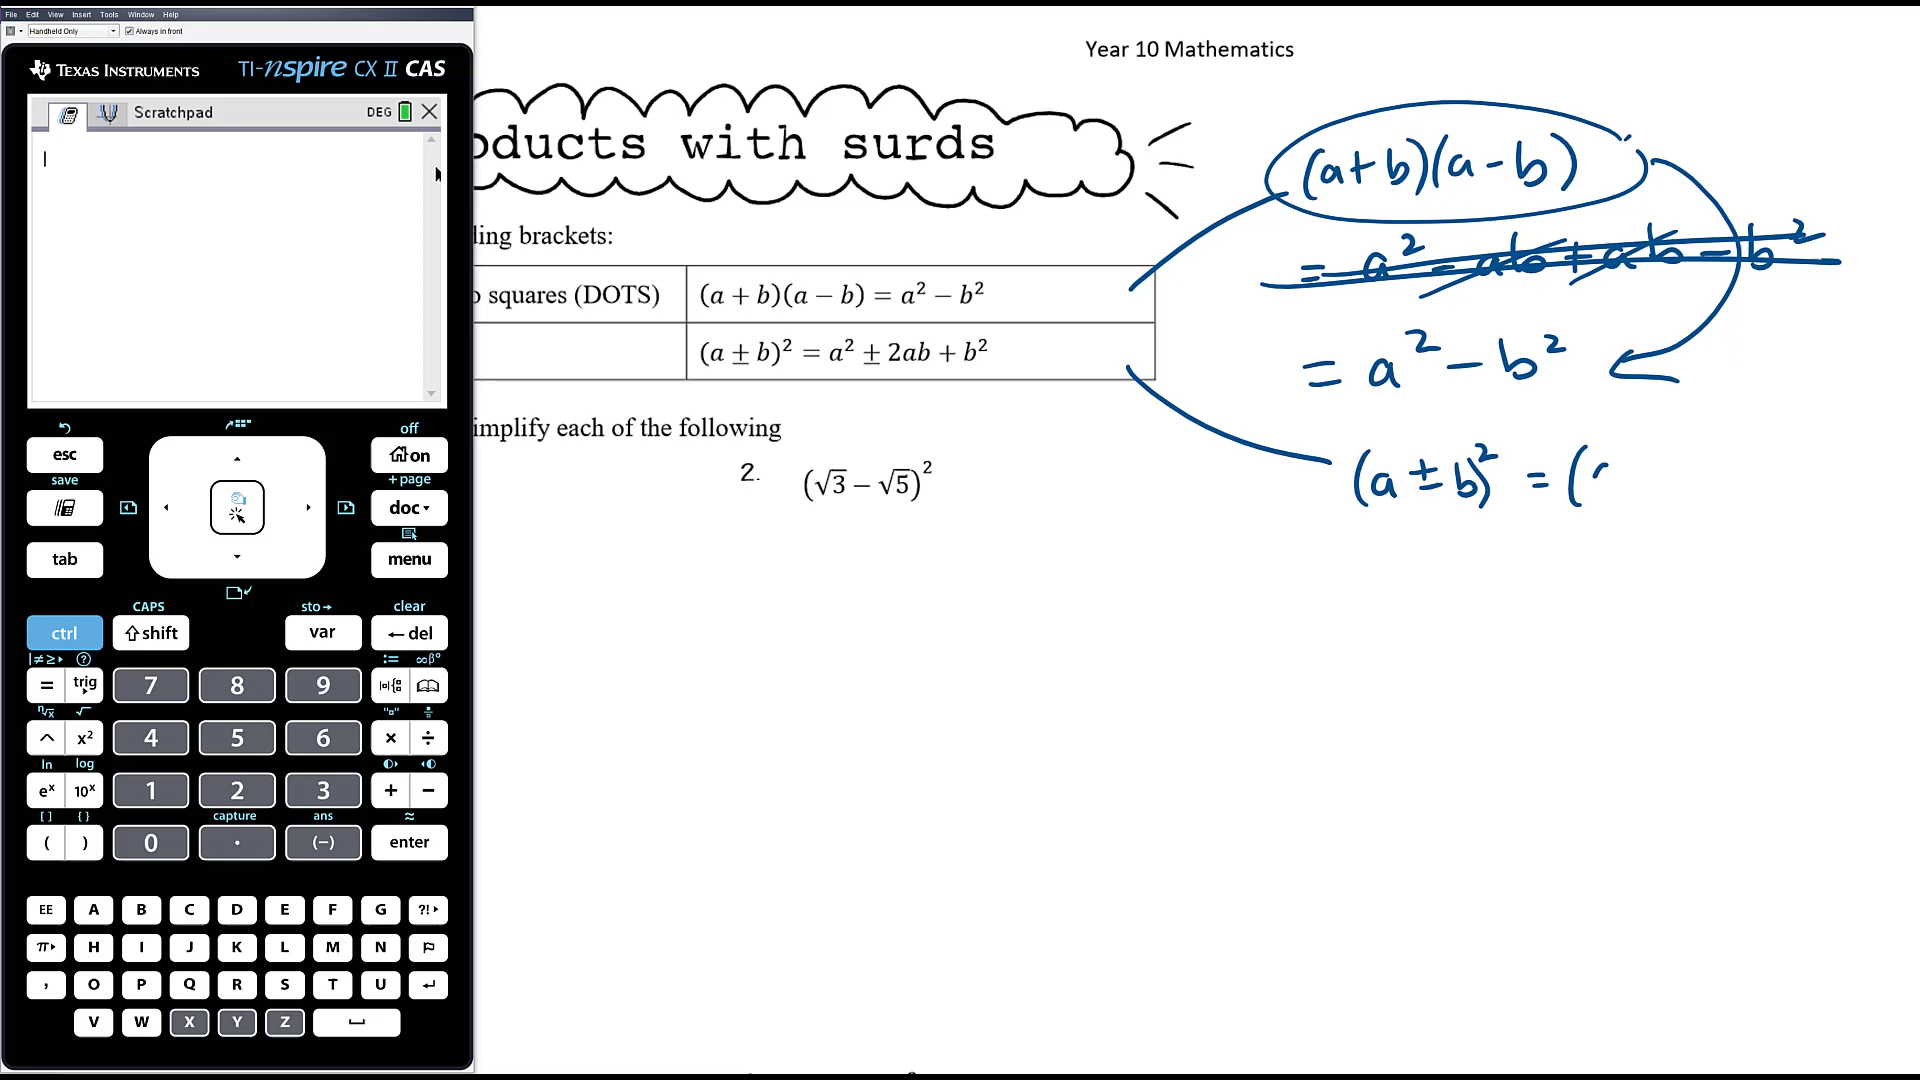 File Edit View Insert Tools Window Help
Handheld Only Always in front
TEXAS INSTRUMENTS TI-nspire CX II CAS
Scratchpad DEG
off
esc on
save +page
doc
tab menu
CAPS sto→ clear
ctrl shift var ←del
|≠≥▸ ? := ∞β°
= trig 7 8 9
ⁿ√x √
^ x² 4 5 6 × ÷
ln log
eˣ 10ˣ 1 2 3 + −
[ ] { } capture ans ≈
( ) 0 . (−) enter
EE A B C D E F G ?!▸
π▸ H I J K L M N
, O P Q R S T U
V W X Y Z
Year 10 Mathematics
oducts with surds
ding brackets:
o squares (DOTS) (a + b)(a − b) = a² − b²
(a ± b)² = a² ± 2ab + b²
implify each of the following
2. (√3 − √5)²
(a+b)(a-b)
= a² - ab + ab - b²
= a² - b²
(a ± b)² = (